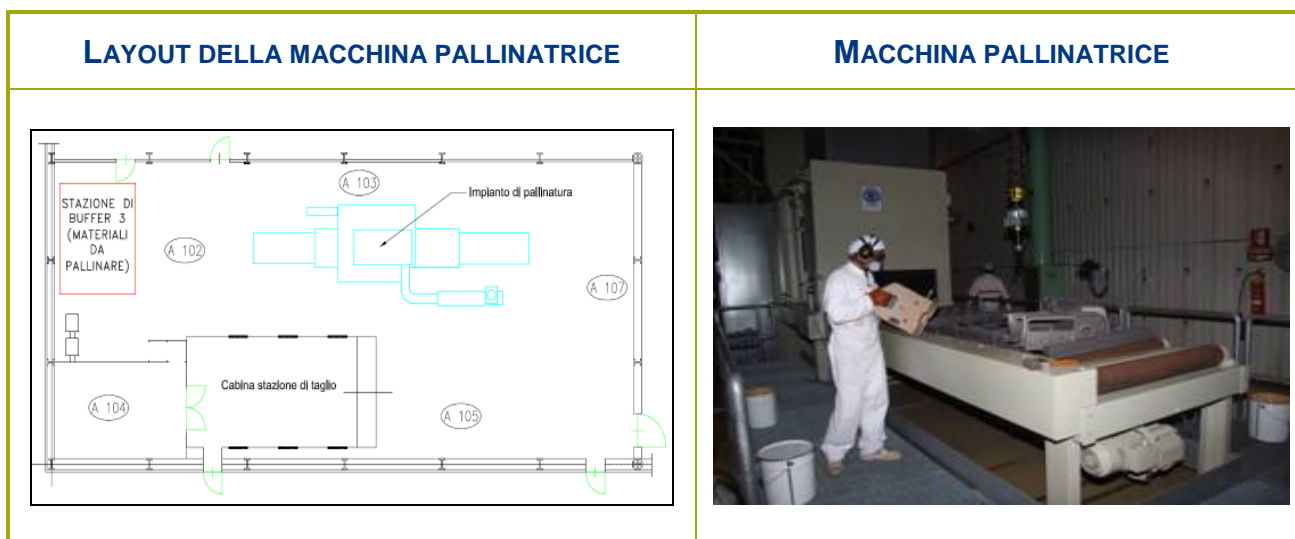 LAYOUT DELLA MACCHINA PALLINATRICE
MACCHINA PALLINATRICE
A 103
Impianto di pallinatura
STAZIONE DI
BUFFER 3
(MATERIALI
DA
PALLINARE)
A 102
A 107
Cabina stazione di taglio
A 104
A 105